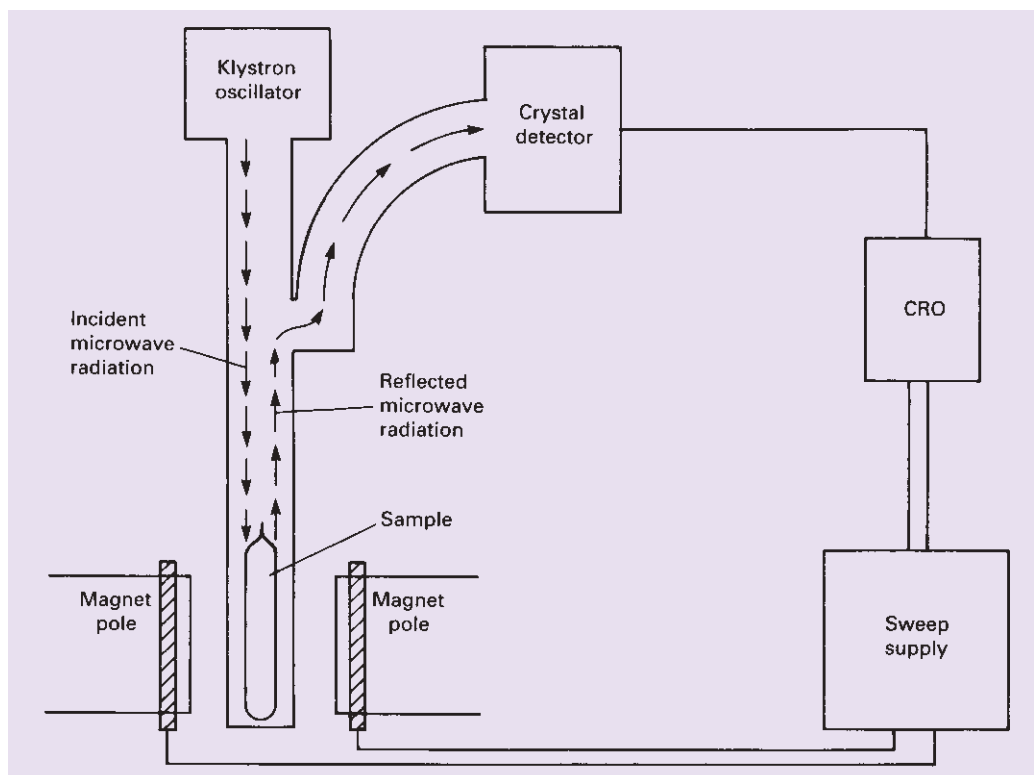 Klystron
oscillator
Crystal
detector
CRO
Incident
microwave
radiation
Reflected
microwave
radiation
Sample
Magnet
pole
Magnet
pole
Sweep
supply